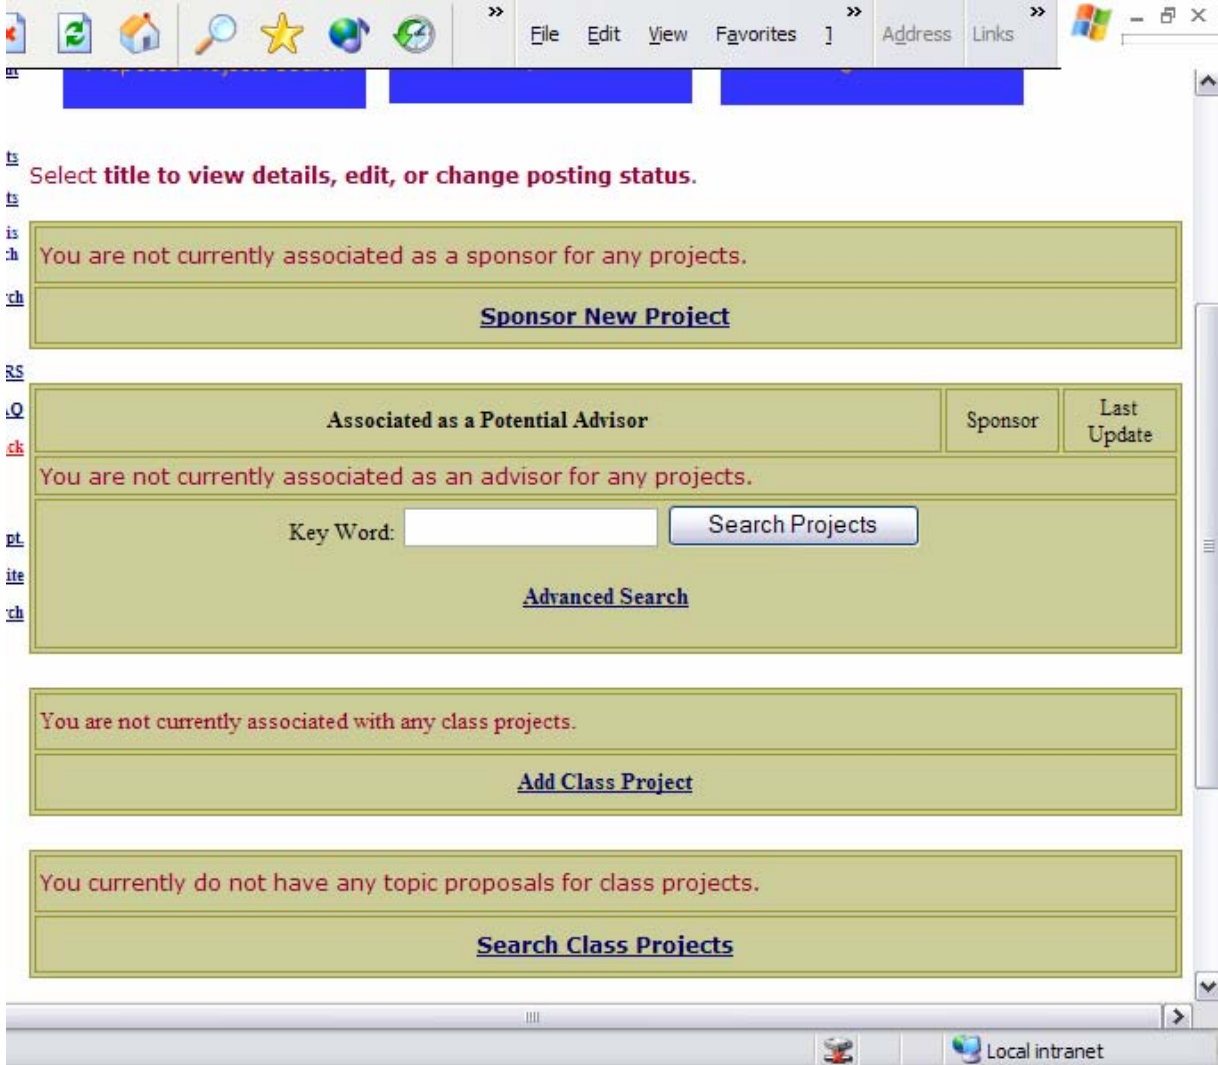 » File Edit View Favorites » Address Links »
Select title to view details, edit, or change posting status.
You are not currently associated as a sponsor for any projects.
Sponsor New Project
Associated as a Potential Advisor Sponsor Last
Update
You are not currently associated as an advisor for any projects.
Key Word: Search Projects
Advanced Search
You are not currently associated with any class projects.
Add Class Project
You currently do not have any topic proposals for class projects.
Search Class Projects
Local intranet